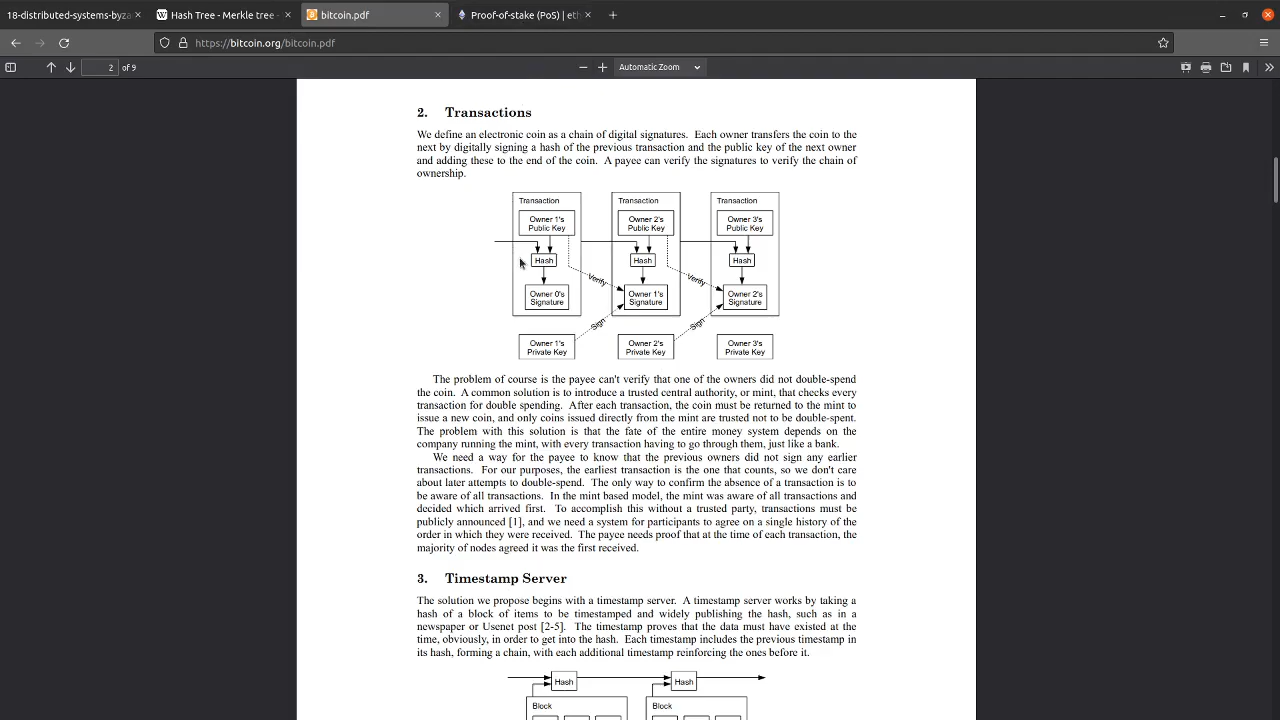 18-distributed-systems-byza
Hash Tree - Merkle tree -
bitcoin.pdf
Proof-of-stake (PoS) | eth
https://bitcoin.org/bitcoin.pdf
2 of 9
Automatic Zoom
2. Transactions
We define an electronic coin as a chain of digital signatures. Each owner transfers the coin to the
next by digitally signing a hash of the previous transaction and the public key of the next owner
and adding these to the end of the coin. A payee can verify the signatures to verify the chain of
ownership.
Transaction
Transaction
Transaction
Owner 1's
Public Key
Owner 2's
Public Key
Owner 3's
Public Key
Hash
Hash
Hash
Verify
Verify
Owner 0's
Signature
Owner 1's
Signature
Owner 2's
Signature
Sign
Sign
Owner 1's
Private Key
Owner 2's
Private Key
Owner 3's
Private Key
The problem of course is the payee can't verify that one of the owners did not double-spend
the coin. A common solution is to introduce a trusted central authority, or mint, that checks every
transaction for double spending. After each transaction, the coin must be returned to the mint to
issue a new coin, and only coins issued directly from the mint are trusted not to be double-spent.
The problem with this solution is that the fate of the entire money system depends on the
company running the mint, with every transaction having to go through them, just like a bank.
We need a way for the payee to know that the previous owners did not sign any earlier
transactions. For our purposes, the earliest transaction is the one that counts, so we don't care
about later attempts to double-spend. The only way to confirm the absence of a transaction is to
be aware of all transactions. In the mint based model, the mint was aware of all transactions and
decided which arrived first. To accomplish this without a trusted party, transactions must be
publicly announced [1], and we need a system for participants to agree on a single history of the
order in which they were received. The payee needs proof that at the time of each transaction, the
majority of nodes agreed it was the first received.
3. Timestamp Server
The solution we propose begins with a timestamp server. A timestamp server works by taking a
hash of a block of items to be timestamped and widely publishing the hash, such as in a
newspaper or Usenet post [2-5]. The timestamp proves that the data must have existed at the
time, obviously, in order to get into the hash. Each timestamp includes the previous timestamp in
its hash, forming a chain, with each additional timestamp reinforcing the ones before it.
Hash
Hash
Block
Block